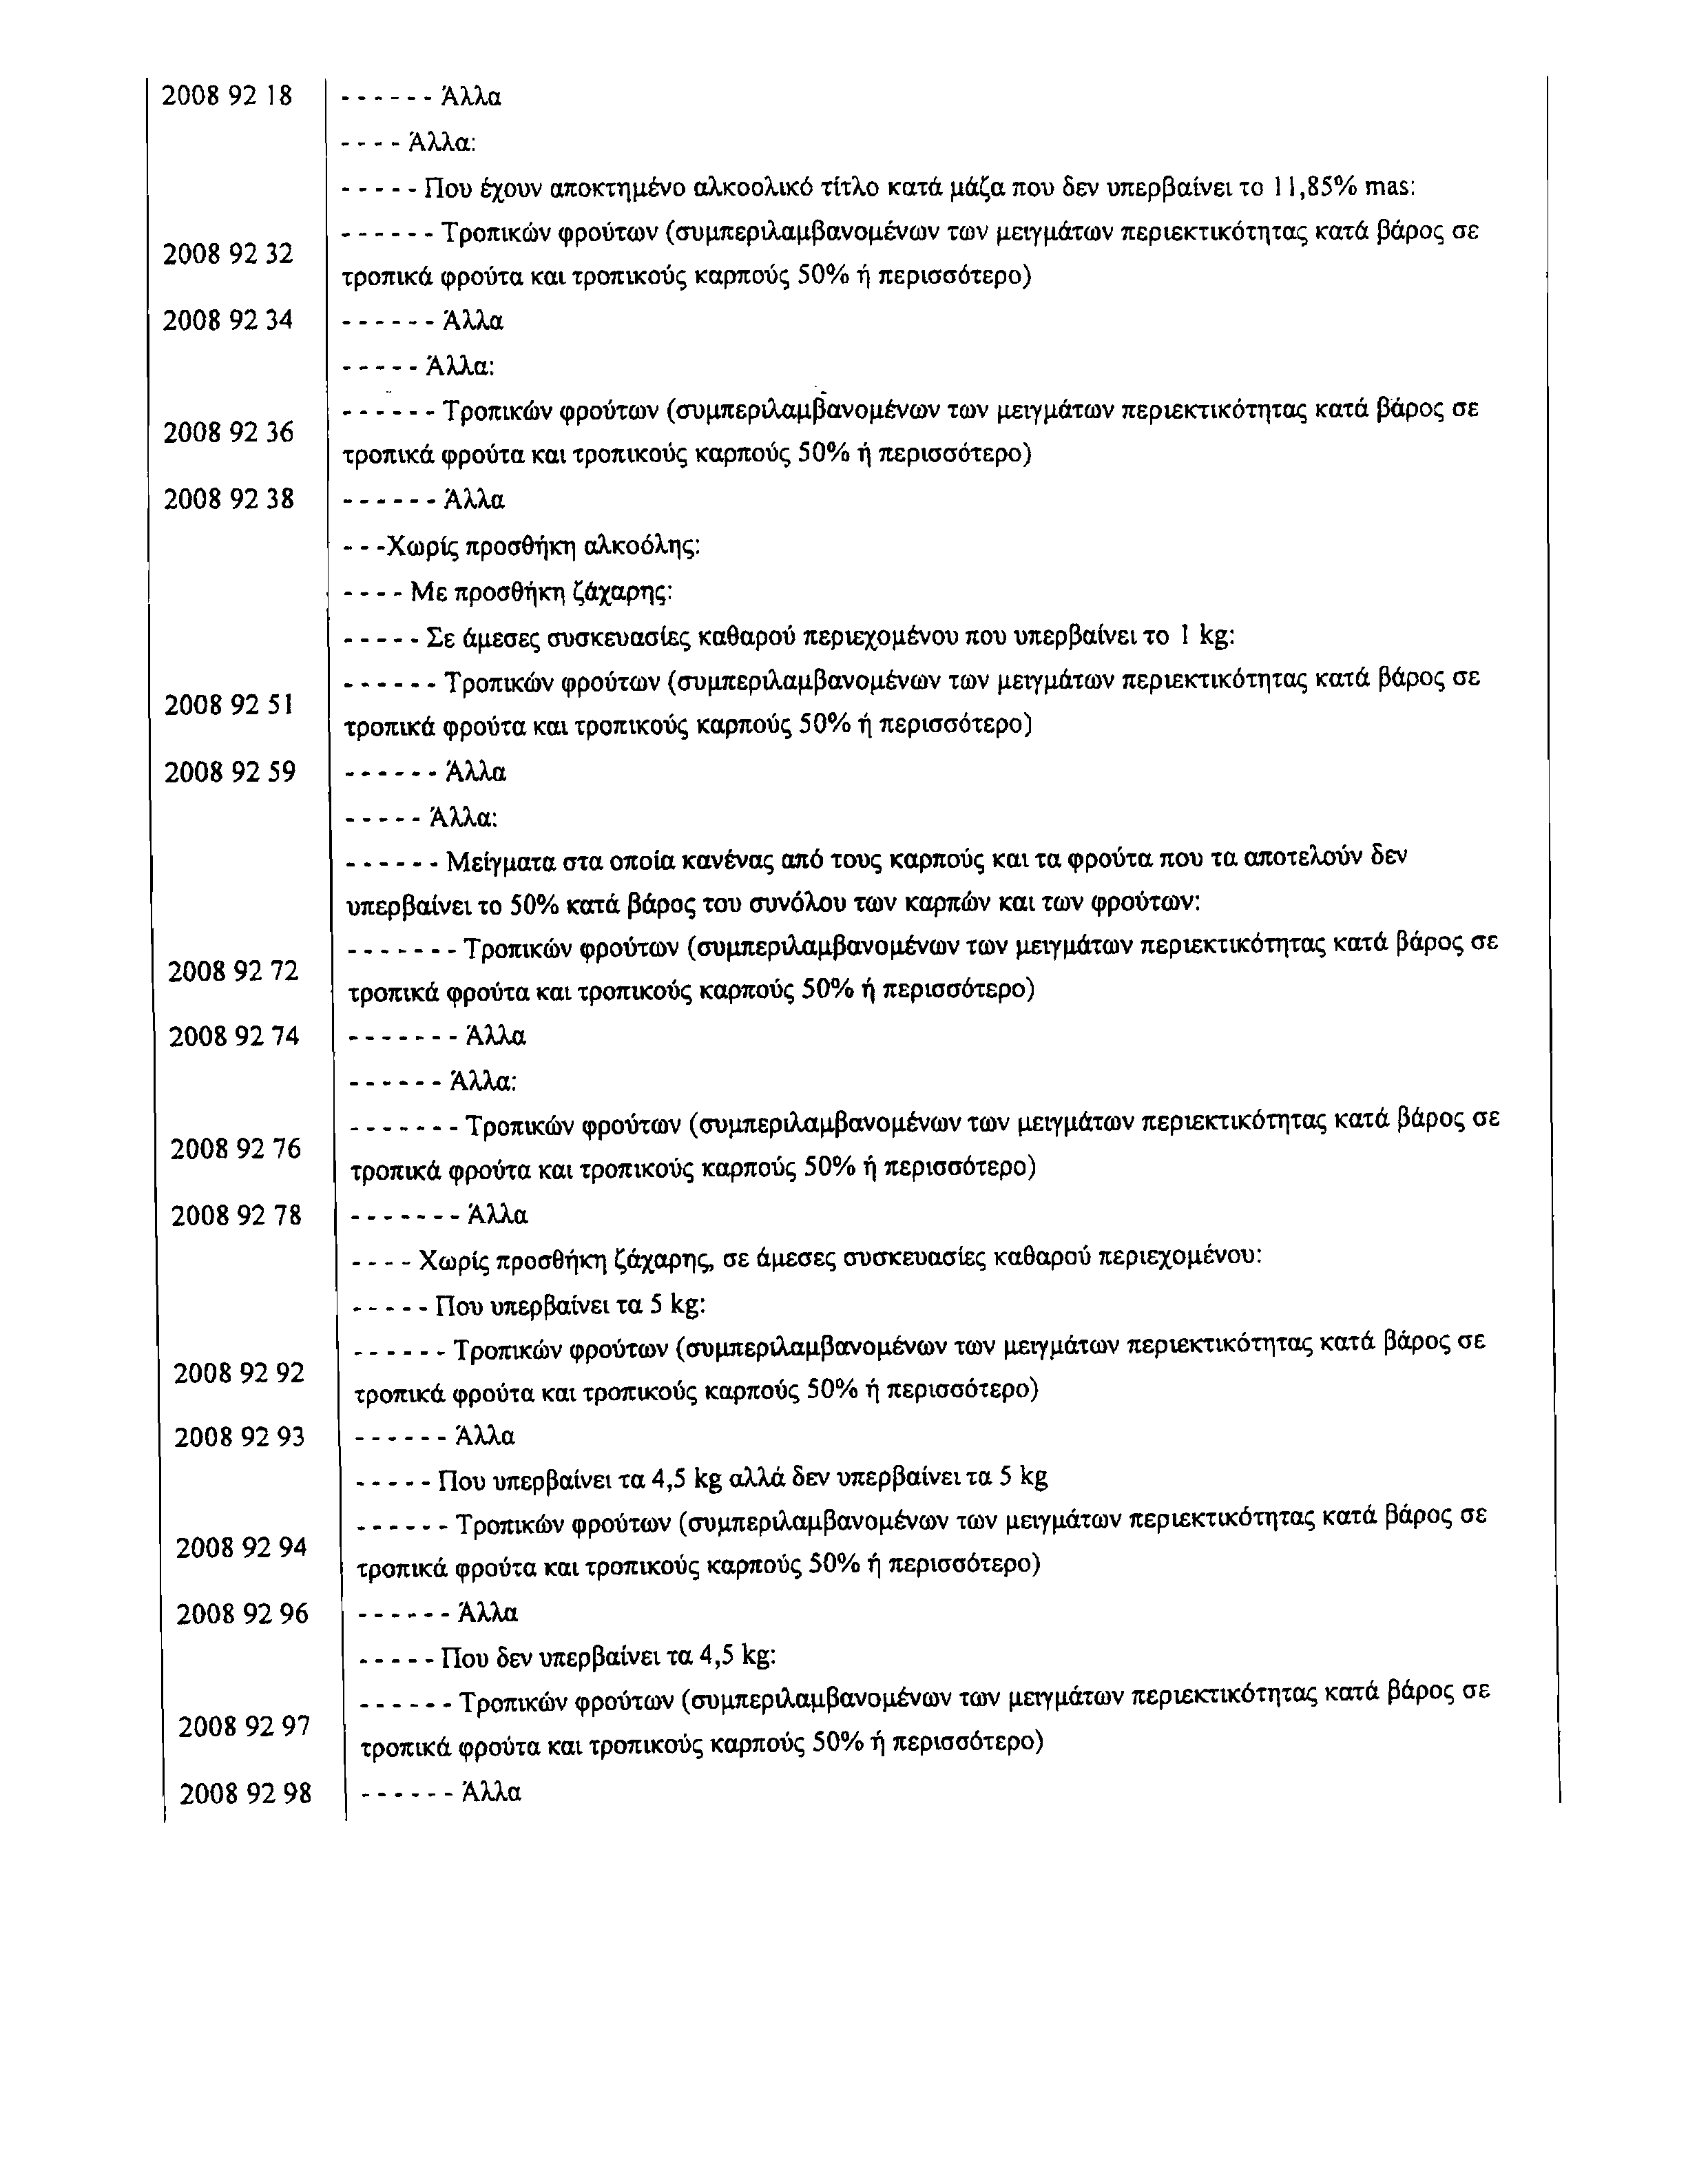 2008 92 18 - - - - - - Άλλα
- - - - Άλλα:
- - - - - Που έχουν αποκτημένο αλκοολικό τίτλο κατά μάζα που δεν υπερβαίνει το 11,85% mas:
- - - - - - Τροπικών φρούτων (συμπεριλαμβανομένων των μειγμάτων περιεκτικότητας κατά βάρος σε
2008 92 32
τροπικά φρούτα και τροπικούς καρπούς 50% ή περισσότερο)
2008 92 34 - - - - - - Άλλα
- - - - - Άλλα:
- - - - - - Τροπικών φρούτων (συμπεριλαμβανομένων των μειγμάτων περιεκτικότητας κατά βάρος σε
2008 92 36
τροπικά φρούτα και τροπικούς καρπούς 50% ή περισσότερο)
2008 92 38 - - - - - - Άλλα
- - -Χωρίς προσθήκη αλκοόλης:
- - - - Με προσθήκη ζάχαρης:
- - - - - Σε άμεσες συσκευασίες καθαρού περιεχομένου που υπερβαίνει το 1 kg:
- - - - - - Τροπικών φρούτων (συμπεριλαμβανομένων των μειγμάτων περιεκτικότητας κατά βάρος σε
2008 92 51
τροπικά φρούτα και τροπικούς καρπούς 50% ή περισσότερο)
2008 92 59 - - - - - - Άλλα
- - - - - Άλλα:
- - - - - - Μείγματα στα οποία κανένας από τους καρπούς και τα φρούτα που τα αποτελούν δεν
υπερβαίνει το 50% κατά βάρος του συνόλου των καρπών και των φρούτων:
- - - - - - - Τροπικών φρούτων (συμπεριλαμβανομένων των μειγμάτων περιεκτικότητας κατά βάρος σε
2008 92 72
τροπικά φρούτα και τροπικούς καρπούς 50% ή περισσότερο)
2008 92 74 - - - - - - - Άλλα
- - - - - - Άλλα:
- - - - - - - Τροπικών φρούτων (συμπεριλαμβανομένων των μειγμάτων περιεκτικότητας κατά βάρος σε
2008 92 76
τροπικά φρούτα και τροπικούς καρπούς 50% ή περισσότερο)
2008 92 78 - - - - - - - Άλλα
- - - - Χωρίς προσθήκη ζάχαρης, σε άμεσες συσκευασίες καθαρού περιεχομένου:
- - - - - Που υπερβαίνει τα 5 kg:
- - - - - - Τροπικών φρούτων (συμπεριλαμβανομένων των μειγμάτων περιεκτικότητας κατά βάρος σε
2008 92 92
τροπικά φρούτα και τροπικούς καρπούς 50% ή περισσότερο)
2008 92 93 - - - - - - Άλλα
- - - - - Που υπερβαίνει τα 4,5 kg αλλά δεν υπερβαίνει τα 5 kg
- - - - - - Τροπικών φρούτων (συμπεριλαμβανομένων των μειγμάτων περιεκτικότητας κατά βάρος σε
2008 92 94
τροπικά φρούτα και τροπικούς καρπούς 50% ή περισσότερο)
2008 92 96 - - - - - - Άλλα
- - - - - Που δεν υπερβαίνει τα 4,5 kg:
- - - - - - Τροπικών φρούτων (συμπεριλαμβανομένων των μειγμάτων περιεκτικότητας κατά βάρος σε
2008 92 97
τροπικά φρούτα και τροπικούς καρπούς 50% ή περισσότερο)
2008 92 98 - - - - - - Άλλα